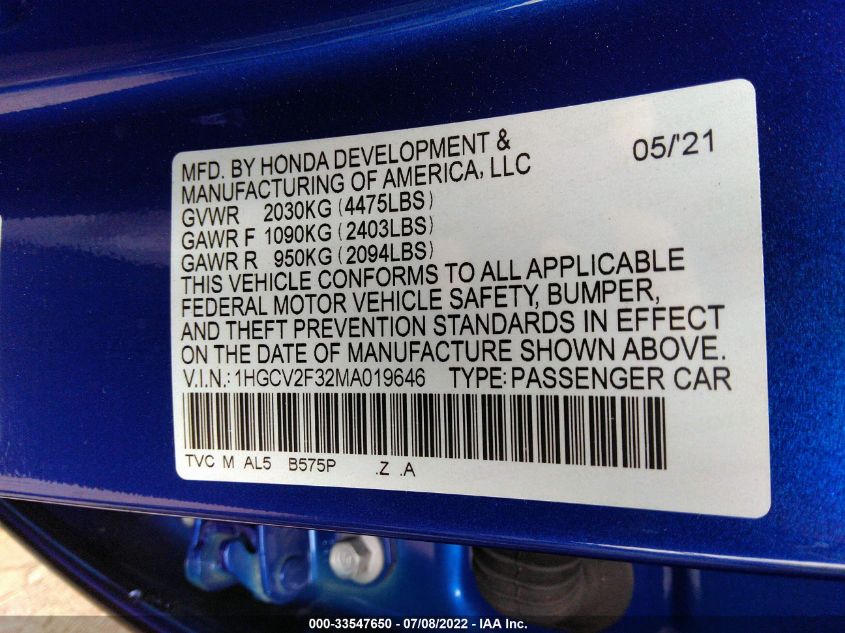 MFD. BY HONDA DEVELOPMENT & 05/'21
MANUFACTURING OF AMERICA, LLC
GVWR 2030KG (4475LBS)
GAWR F 1090KG (2403LBS)
GAWR R 950KG (2094LBS)
THIS VEHICLE CONFORMS TO ALL APPLICABLE
FEDERAL MOTOR VEHICLE SAFETY, BUMPER,
AND THEFT PREVENTION STANDARDS IN EFFECT
ON THE DATE OF MANUFACTURE SHOWN ABOVE.
V.I.N.: 1HGCV2F32MA019646 TYPE: PASSENGER CAR
TVC M AL5 B575P .Z .A
000-33547650 - 07/08/2022 - IAA Inc.